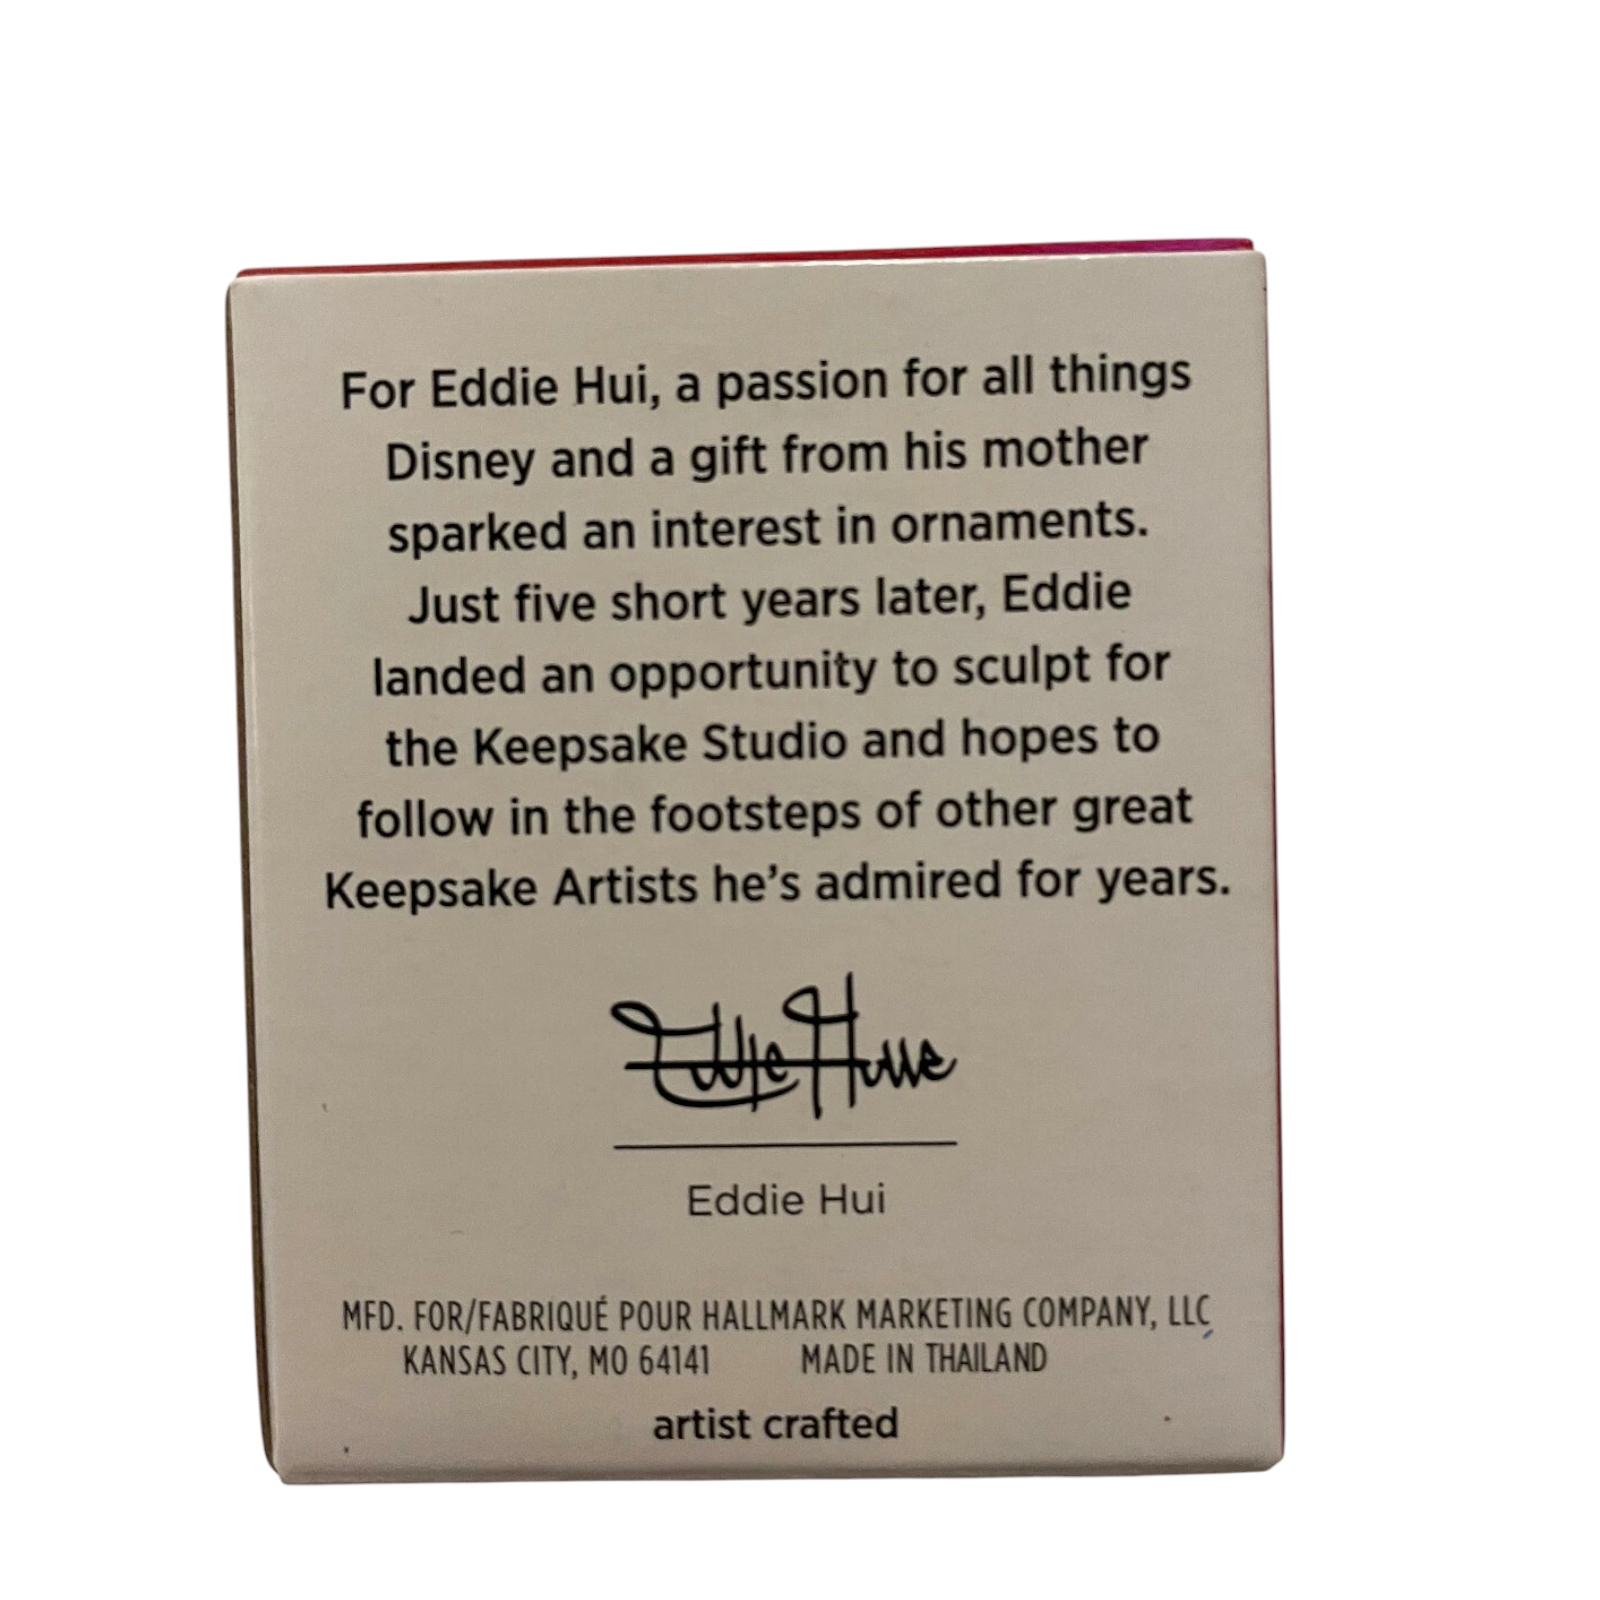 For Eddie Hui, a passion for all things
Disney and a gift from his mother
sparked an interest in ornaments.
Just five short years later, Eddie
landed an opportunity to sculpt for
the Keepsake Studio and hopes to
follow in the footsteps of other great
Keepsake Artists he's admired for years.
Eddie Hui
Eddie Hui
MFD. FOR/FABRIQUÉ POUR HALLMARK MARKETING COMPANY, LLC
KANSAS CITY, MO 64141 MADE IN THAILAND
artist crafted